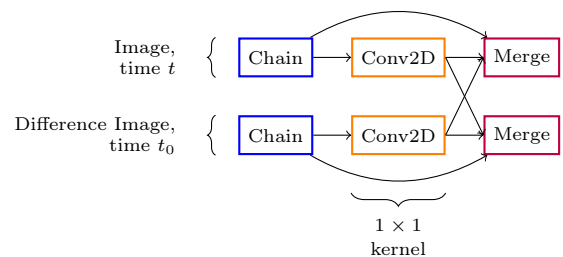 Image,
time t
Chain
Conv2D
Merge
Difference Image,
time t₀
Chain
Conv2D
Merge
1 × 1
kernel